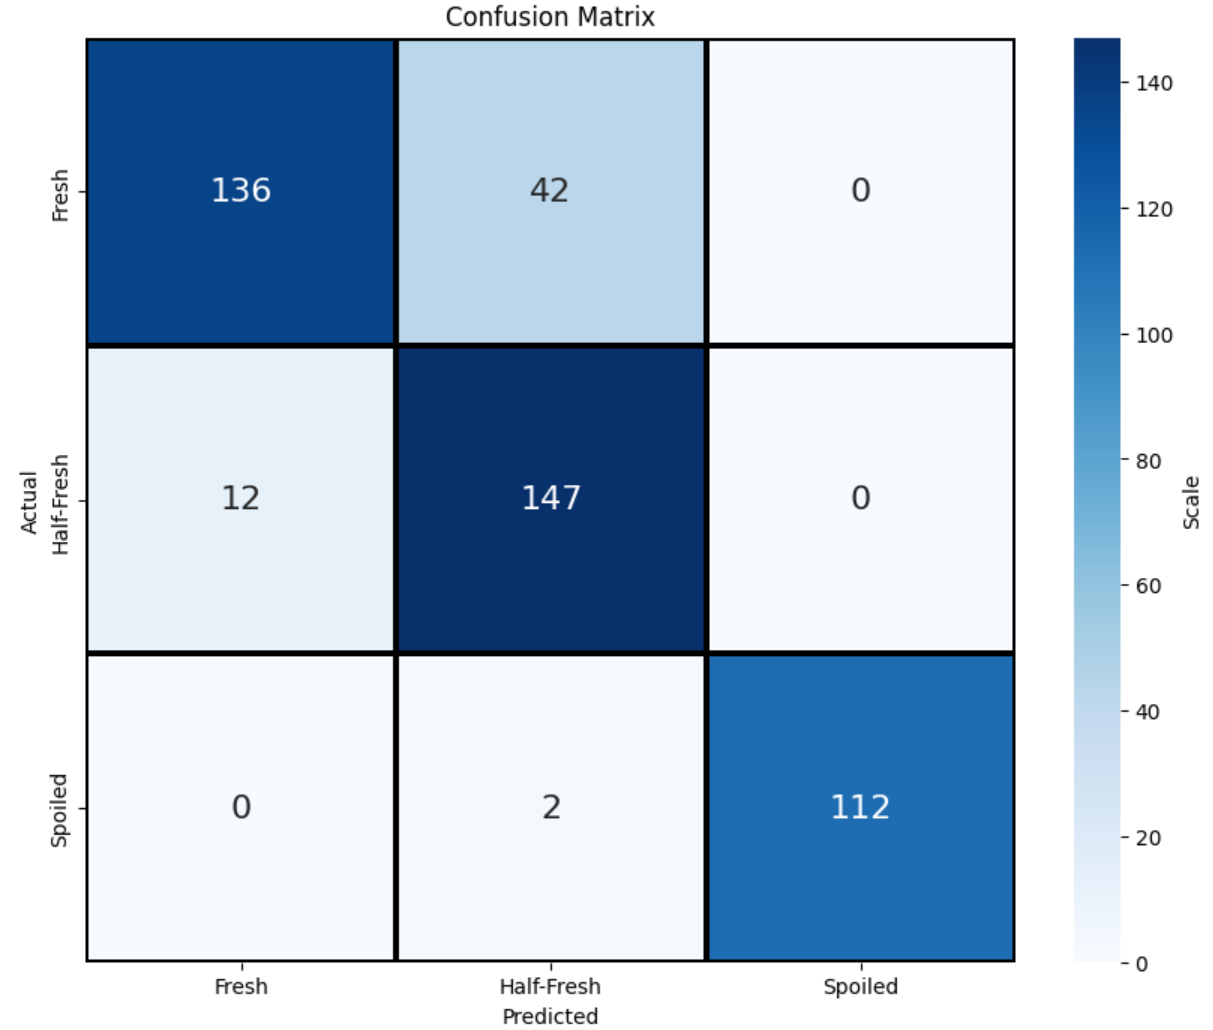 Confusion Matrix
Fresh
136
42
0
Actual
Half-Fresh
12
147
0
Spoiled
0
2
112
Fresh
Half-Fresh
Spoiled
Predicted
140
120
100
80
60
40
20
0
Scale